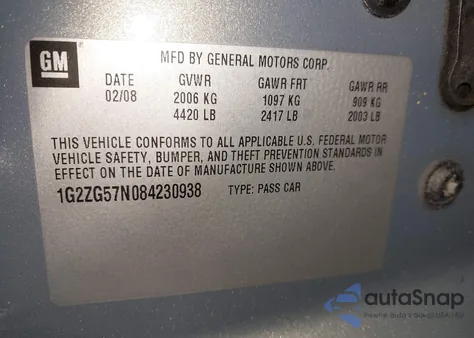 GM
MFD BY GENERAL MOTORS CORP.
DATE GVWR GAWR FRT GAWR RR
02/08 2006 KG 1097 KG 909 KG
4420 LB 2417 LB 2003 LB
THIS VEHICLE CONFORMS TO ALL APPLICABLE U.S. FEDERAL MOTOR
VEHICLE SAFETY, BUMPER, AND THEFT PREVENTION STANDARDS IN
EFFECT ON THE DATE OF MANUFACTURE SHOWN ABOVE.
1G2ZG57N084230938 TYPE: PASS CAR
autaSnap